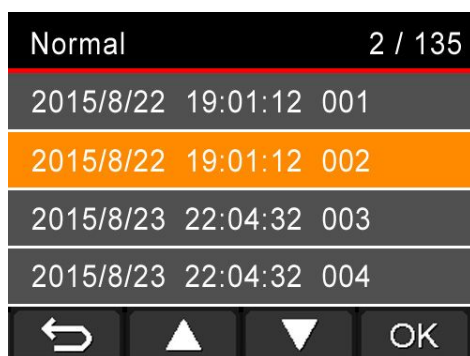 Normal 2 / 135
2015/8/22 19:01:12 001
2015/8/22 19:01:12 002
2015/8/23 22:04:32 003
2015/8/23 22:04:32 004
OK